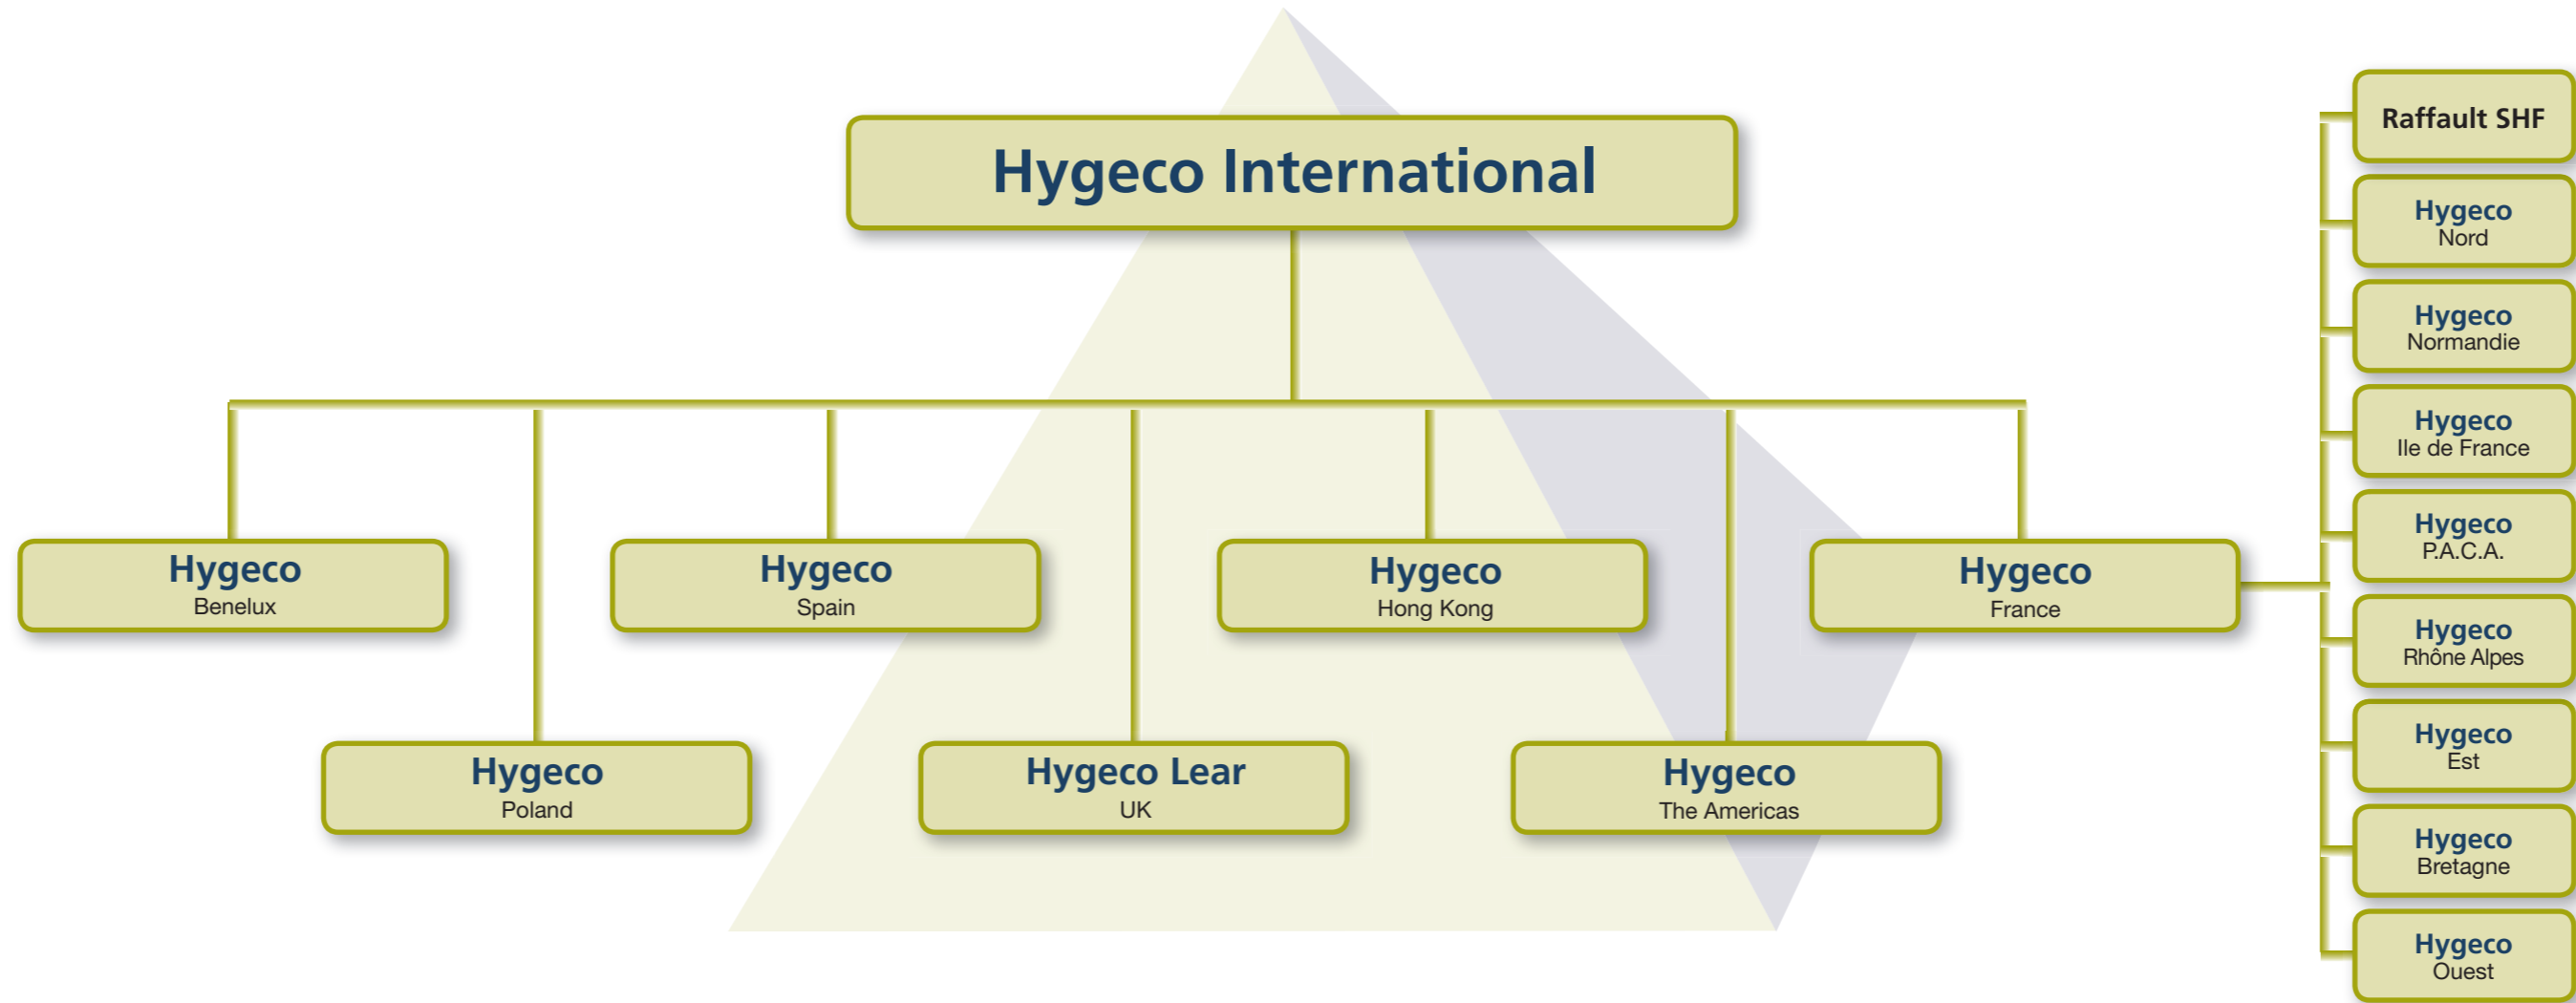 Hygeco International
Hygeco
Benelux
Hygeco
Poland
Hygeco
Spain
Hygeco Lear
UK
Hygeco
Hong Kong
Hygeco
The Americas
Hygeco
France
Raffault SHF
Hygeco
Nord
Hygeco
Normandie
Hygeco
Ile de France
Hygeco
P.A.C.A.
Hygeco
Rhône Alpes
Hygeco
Est
Hygeco
Bretagne
Hygeco
Ouest